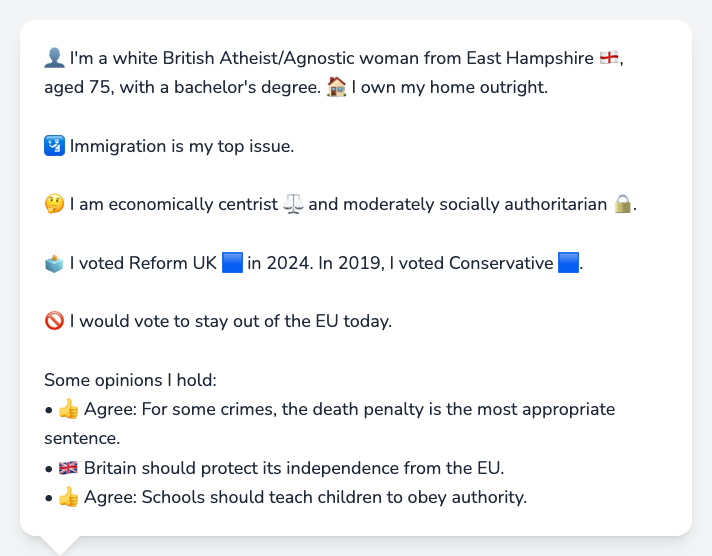 👤 I'm a white British Atheist/Agnostic woman from East Hampshire 🏴󠁧󠁢󠁥󠁮󠁧󠁿,
aged 75, with a bachelor's degree. 🏠 I own my home outright.
🛂 Immigration is my top issue.
🤔 I am economically centrist ⚖️ and moderately socially authoritarian 🔒.
🗳️ I voted Reform UK 🟦 in 2024. In 2019, I voted Conservative 🟦.
🚫 I would vote to stay out of the EU today.
Some opinions I hold:
• 👍 Agree: For some crimes, the death penalty is the most appropriate
sentence.
• 🇬🇧 Britain should protect its independence from the EU.
• 👍 Agree: Schools should teach children to obey authority.